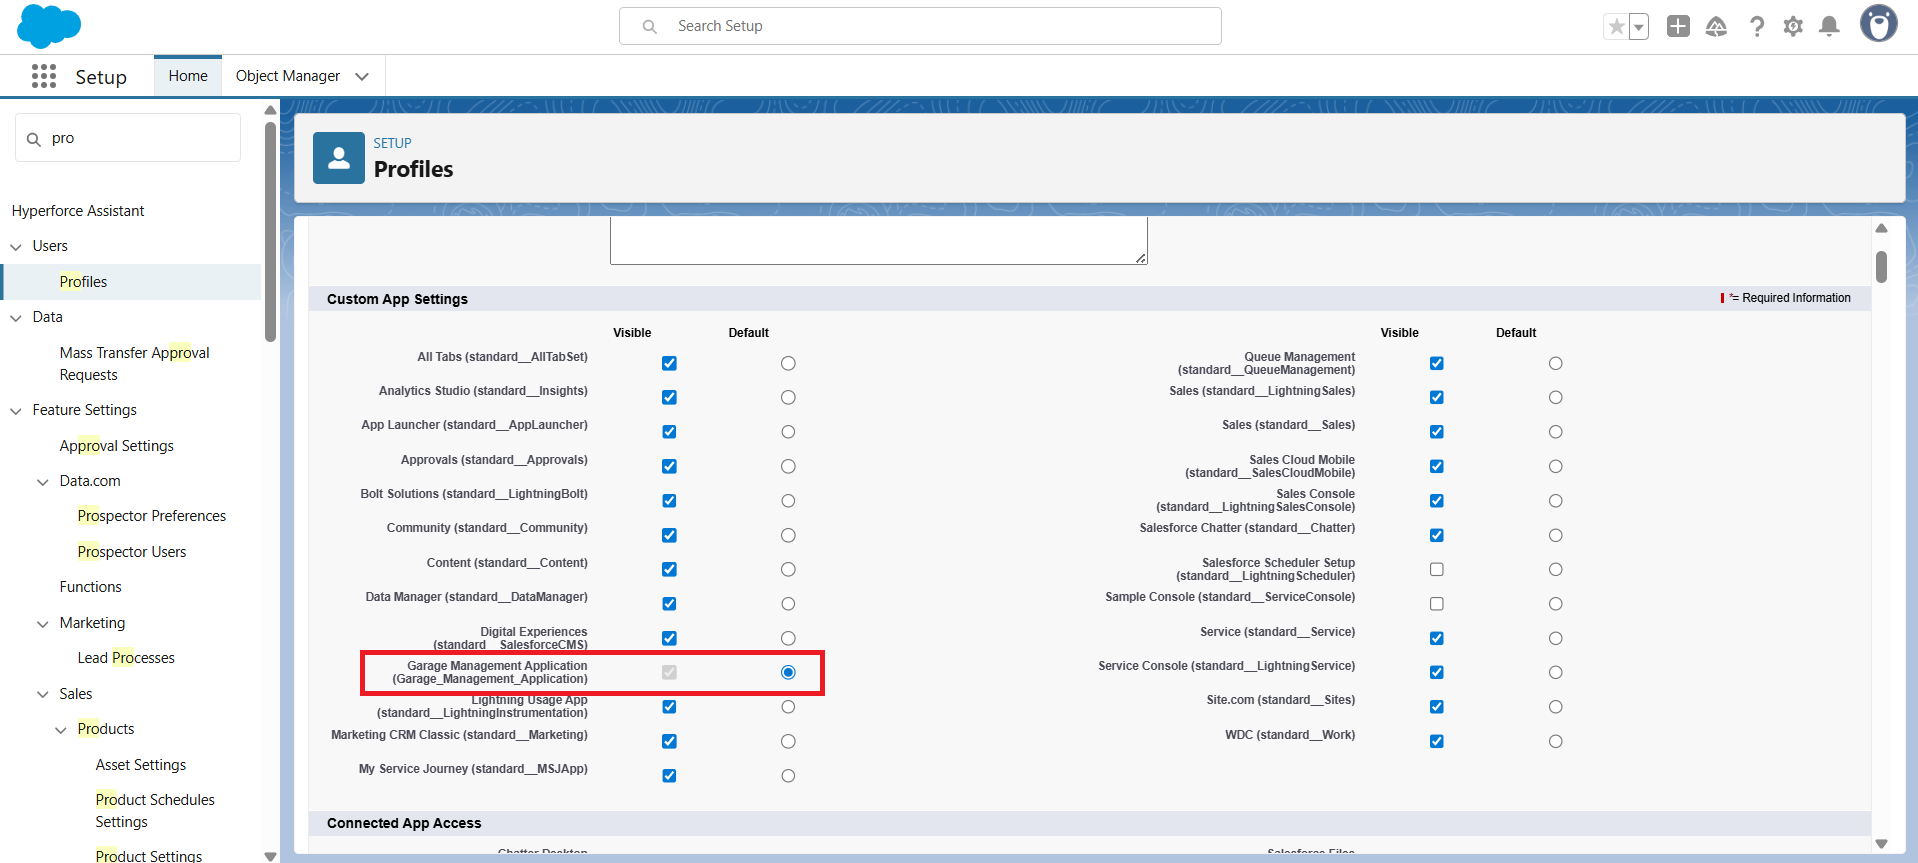 Search Setup
Setup
Home
Object Manager
pro
Hyperforce Assistant
Users
Profiles
Data
Mass Transfer Approval
Requests
Feature Settings
Approval Settings
Data.com
Prospector Preferences
Prospector Users
Functions
Marketing
Lead Processes
Sales
Products
Asset Settings
Product Schedules
Settings
Product Settings
SETUP
Profiles
Custom App Settings
*= Required Information
Visible Default
All Tabs (standard__AllTabSet)
Analytics Studio (standard__Insights)
App Launcher (standard__AppLauncher)
Approvals (standard__Approvals)
Bolt Solutions (standard__LightningBolt)
Community (standard__Community)
Content (standard__Content)
Data Manager (standard__DataManager)
Digital Experiences
(standard__SalesforceCMS)
Garage Management Application
(Garage_Management_Application)
Lightning Usage App
(standard__LightningInstrumentation)
Marketing CRM Classic (standard__Marketing)
My Service Journey (standard__MSJApp)
Visible Default
Queue Management
(standard__QueueManagement)
Sales (standard__LightningSales)
Sales (standard__Sales)
Sales Cloud Mobile
(standard__SalesCloudMobile)
Sales Console
(standard__LightningSalesConsole)
Salesforce Chatter (standard__Chatter)
Salesforce Scheduler Setup
(standard__LightningScheduler)
Sample Console (standard__ServiceConsole)
Service (standard__Service)
Service Console (standard__LightningService)
Site.com (standard__Sites)
WDC (standard__Work)
Connected App Access
Chatter Desktop
Salesforce Files